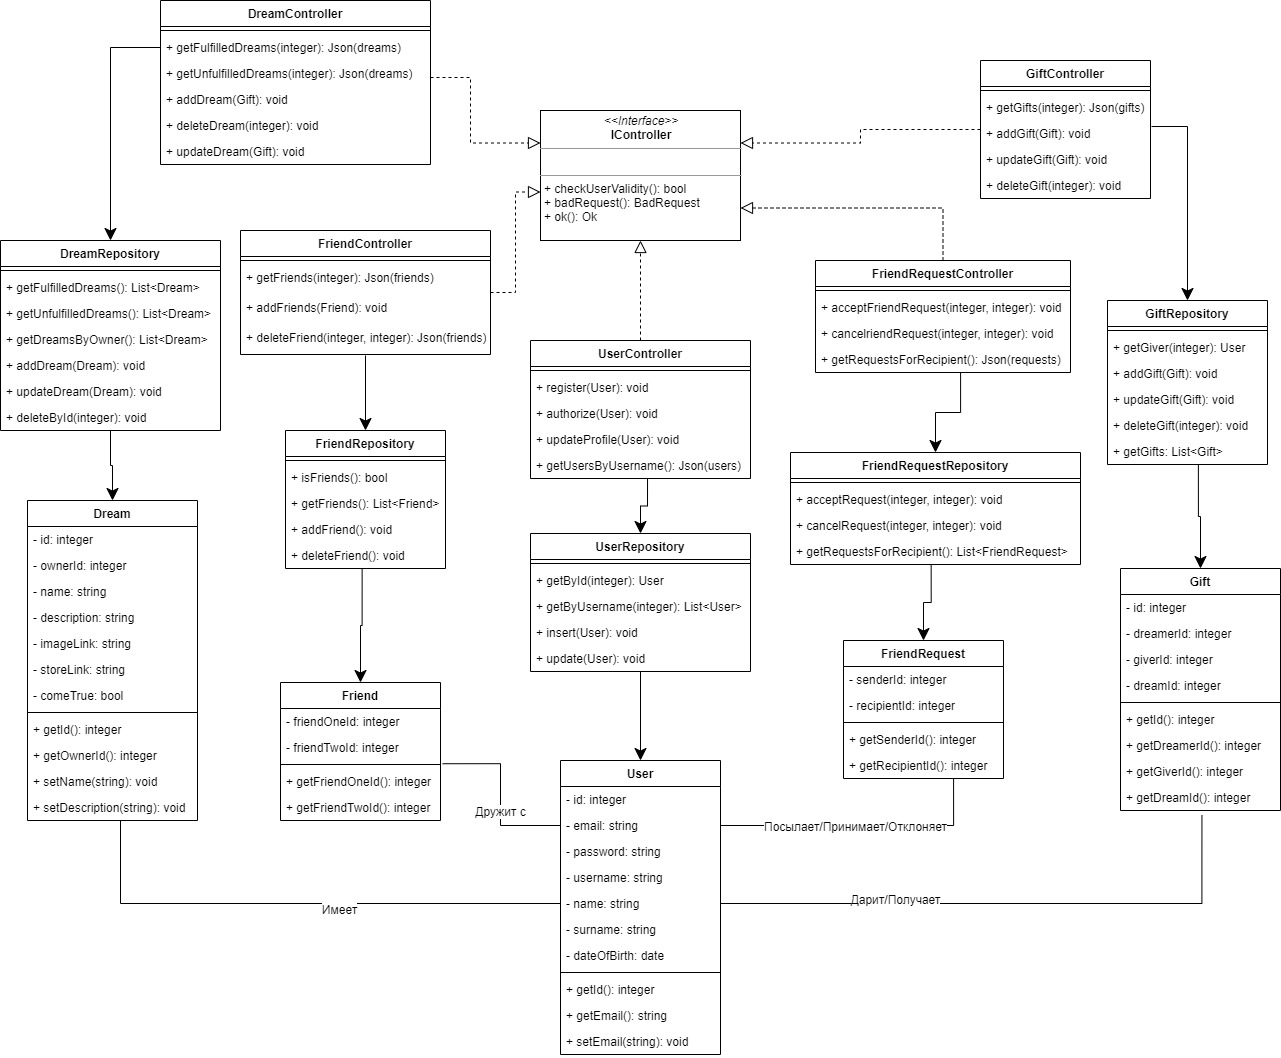 DreamController
+ getFulfilledDreams(integer): Json(dreams)
+ getUnfulfilledDreams(integer): Json(dreams)
+ addDream(Gift): void
+ deleteDream(integer): void
+ updateDream(Gift): void
<<Interface>>
IController
+ checkUserValidity(): bool
+ badRequest(): BadRequest
+ ok(): Ok
GiftController
+ getGifts(integer): Json(gifts)
+ addGift(Gift): void
+ updateGift(Gift): void
+ deleteGift(integer): void
DreamRepository
+ getFulfilledDreams(): List<Dream>
+ getUnfulfilledDreams(): List<Dream>
+ getDreamsByOwner(): List<Dream>
+ addDream(Dream): void
+ updateDream(Dream): void
+ deleteById(integer): void
FriendController
+ getFriends(integer): Json(friends)
+ addFriends(Friend): void
+ deleteFriend(integer, integer): Json(friends)
UserController
+ register(User): void
+ authorize(User): void
+ updateProfile(User): void
+ getUsersByUsername(): Json(users)
FriendRequestController
+ acceptFriendRequest(integer, integer): void
+ cancelriendRequest(integer, integer): void
+ getRequestsForRecipient(): Json(requests)
GiftRepository
+ getGiver(integer): User
+ addGift(Gift): void
+ updateGift(Gift): void
+ deleteGift(integer): void
+ getGifts: List<Gift>
FriendRepository
+ isFriends(): bool
+ getFriends(): List<Friend>
+ addFriend(): void
+ deleteFriend(): void
UserRepository
+ getById(integer): User
+ getByUsername(integer): List<User>
+ insert(User): void
+ update(User): void
FriendRequestRepository
+ acceptRequest(integer, integer): void
+ cancelRequest(integer, integer): void
+ getRequestsForRecipient(): List<FriendRequest>
Dream
- id: integer
- ownerId: integer
- name: string
- description: string
- imageLink: string
- storeLink: string
- comeTrue: bool
+ getId(): integer
+ getOwnerId(): integer
+ setName(string): void
+ setDescription(string): void
Friend
- friendOneId: integer
- friendTwoId: integer
+ getFriendOneId(): integer
+ getFriendTwoId(): integer
User
- id: integer
- email: string
- password: string
- username: string
- name: string
- surname: string
- dateOfBirth: date
+ getId(): integer
+ getEmail(): string
+ setEmail(string): void
FriendRequest
- senderId: integer
- recipientId: integer
+ getSenderId(): integer
+ getRecipientId(): integer
Gift
- id: integer
- dreamerId: integer
- giverId: integer
- dreamId: integer
+ getId(): integer
+ getDreamerId(): integer
+ getGiverId(): integer
+ getDreamId(): integer
Дружит с
Посылает/Принимает/Отклоняет
Имеет
Дарит/Получает